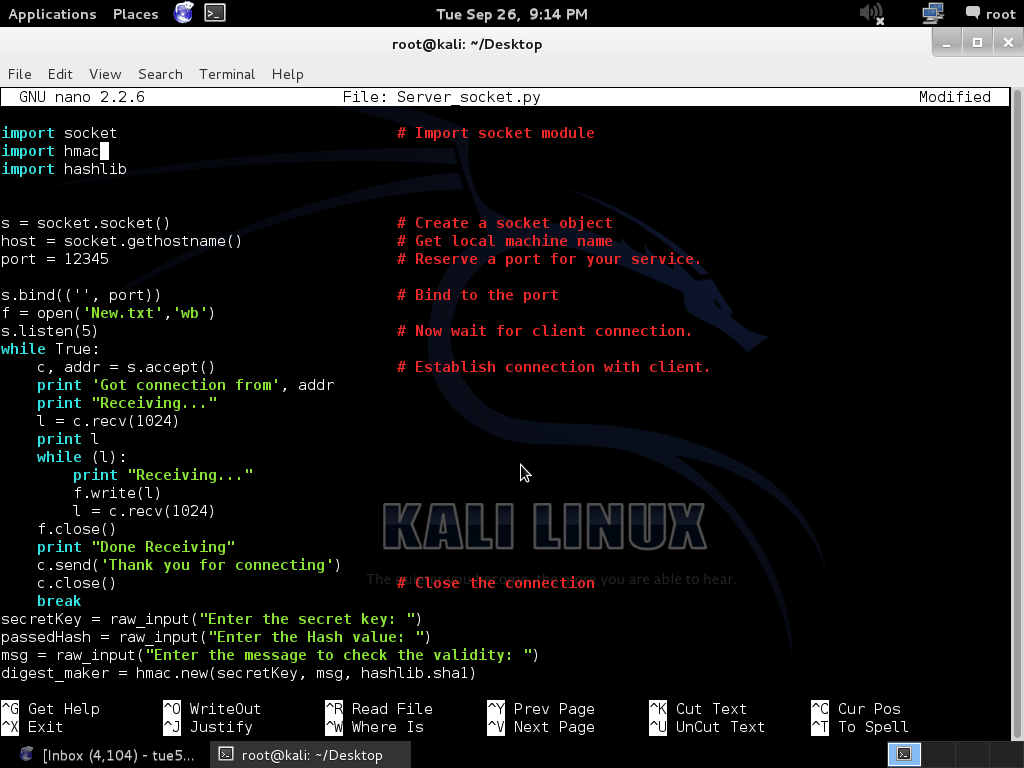 Applications Places Tue Sep 26, 9:14 PM root
root@kali: ~/Desktop
File Edit View Search Terminal Help
GNU nano 2.2.6 File: Server_socket.py Modified
import socket # Import socket module
import hmac
import hashlib
s = socket.socket() # Create a socket object
host = socket.gethostname() # Get local machine name
port = 12345 # Reserve a port for your service.
s.bind(('', port)) # Bind to the port
f = open('New.txt','wb')
s.listen(5) # Now wait for client connection.
while True:
    c, addr = s.accept() # Establish connection with client.
    print 'Got connection from', addr
    print "Receiving..."
    l = c.recv(1024)
    print l
    while (l):
        print "Receiving..."
        f.write(l)
        l = c.recv(1024)
    f.close()
    print "Done Receiving"
    c.send('Thank you for connecting')
    c.close() # Close the connection
    break
secretKey = raw_input("Enter the secret key: ")
passedHash = raw_input("Enter the Hash value: ")
msg = raw_input("Enter the message to check the validity: ")
digest_maker = hmac.new(secretKey, msg, hashlib.sha1)
KALI LINUX
The you are able to hear.
^G Get Help ^O WriteOut ^R Read File ^Y Prev Page ^K Cut Text ^C Cur Pos
^X Exit ^J Justify ^W Where Is ^V Next Page ^U UnCut Text ^T To Spell
[Inbox (4,104) - tue5... root@kali: ~/Desktop